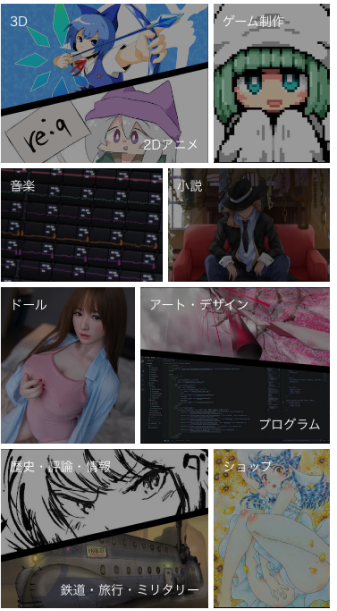 3D
ゲーム制作
re:q
2Dアニメ
音楽
小説
ドール
アート・デザイン
プログラム
歴史・評論・情報
ショップ
鉄道・旅行・ミリタリー